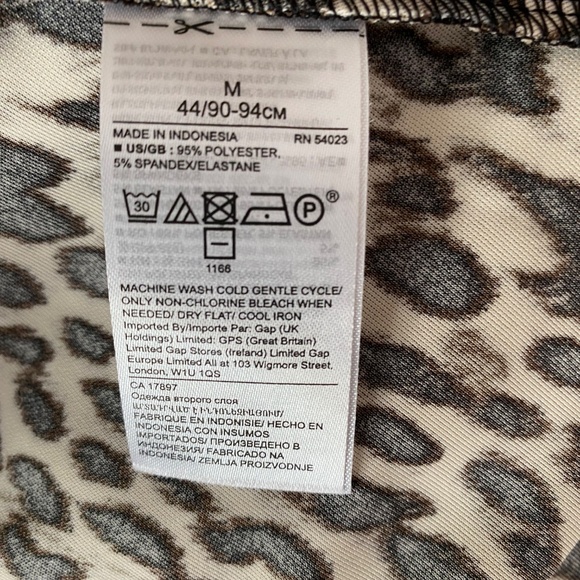 M
44/90-94CM
MADE IN INDONESIA RN 54023
■ US/GB : 95% POLYESTER,
5% SPANDEX/ELASTANE
30 P ®
1166
MACHINE WASH COLD GENTLE CYCLE/
ONLY NON-CHLORINE BLEACH WHEN
NEEDED/ DRY FLAT/ COOL IRON
Imported By/Importe Par: Gap (UK
Holdings) Limited: GPS (Great Britain)
Limited Gap Stores (Ireland) Limited Gap
Europe Limited All at 103 Wigmore Street,
London, W1U 1QS
CA 17897
Одежда второго слоя
FABRIQUE EN INDONISIE/ HECHO EN
INDONESIA CON INSUMOS
IMPORTADOS/ ПРОИЗВЕДЕНО В
ИНДОНЕЗИИ/ FABRICADO NA
INDONESIA/ ZEMLJA PROIZVODNJE